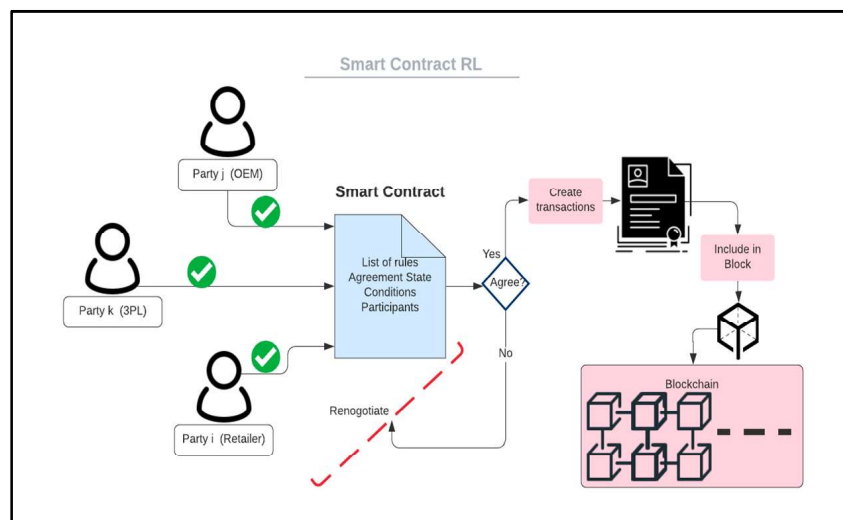 Smart Contract RL
Party j (OEM)
Smart Contract
List of rules
Agreement State
Conditions
Participants
Party k (3PL)
Party i (Retailer)
Agree?
Yes
No
Renogotiate
Create
transactions
Include in
Block
Blockchain